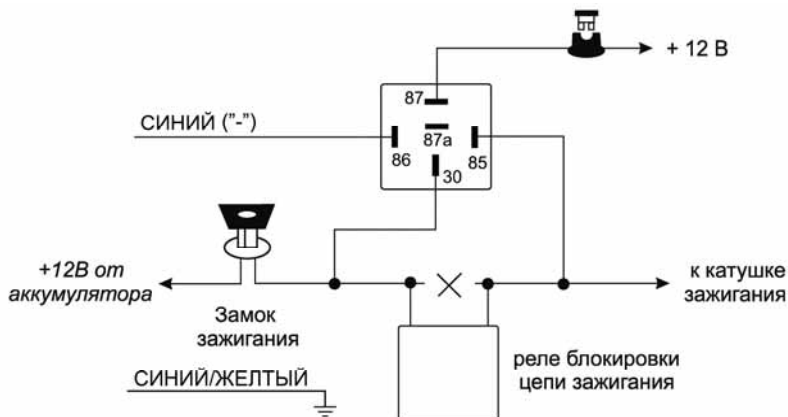 + 12 В
87
СИНИЙ ("-")
87а
86
85
30
+12В от
аккумулятора
Замок
зажигания
к катушке
зажигания
реле блокировки
цепи зажигания
СИНИЙ/ЖЕЛТЫЙ